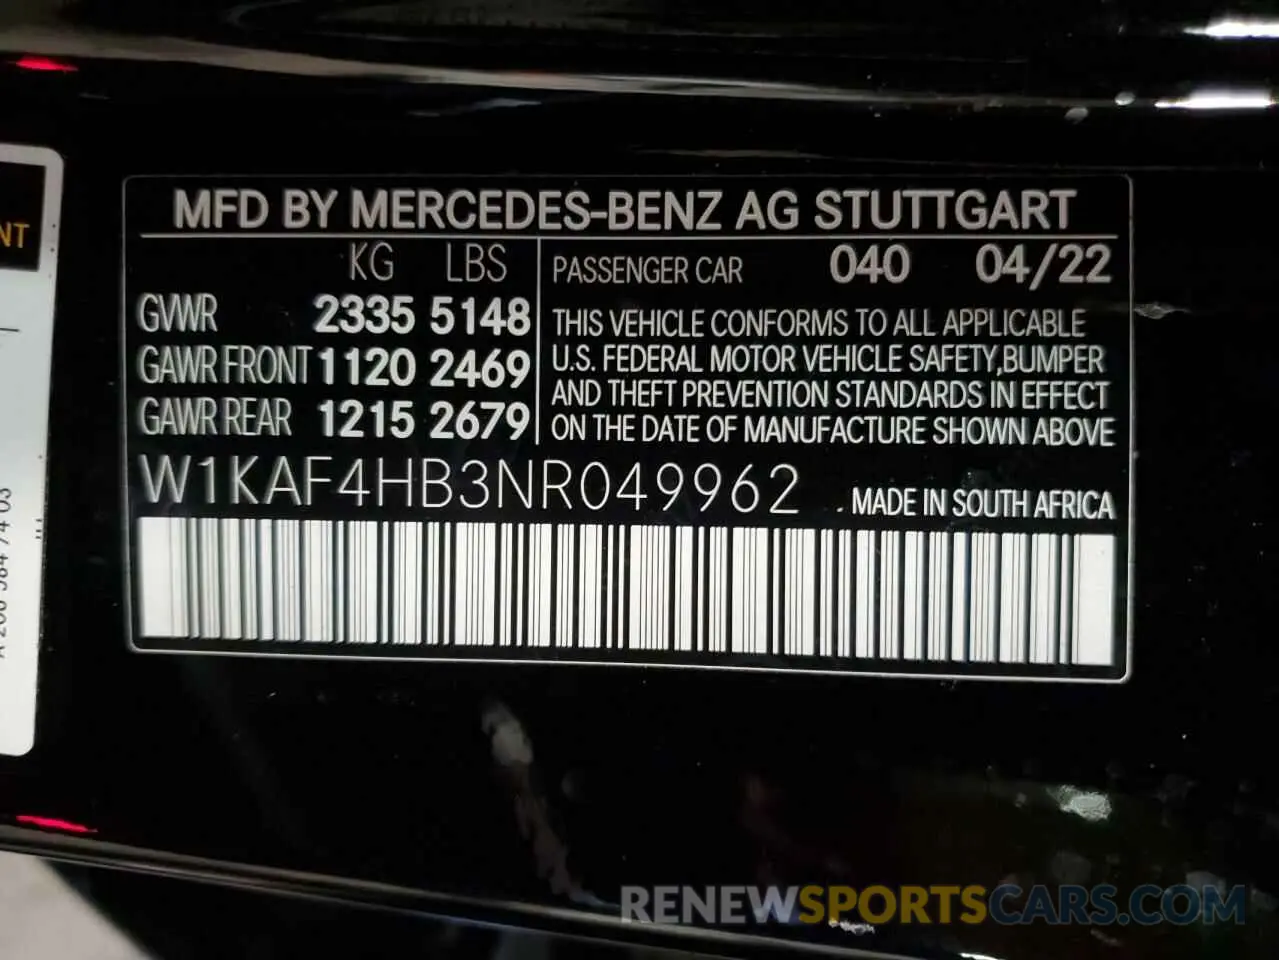 MFD BY MERCEDES-BENZ AG STUTTGART
KG LBS PASSENGER CAR 040 04/22
GVWR 2335 5148
GAWR FRONT 1120 2469
GAWR REAR 1215 2679
THIS VEHICLE CONFORMS TO ALL APPLICABLE
U.S. FEDERAL MOTOR VEHICLE SAFETY,BUMPER
AND THEFT PREVENTION STANDARDS IN EFFECT
ON THE DATE OF MANUFACTURE SHOWN ABOVE
W1KAF4HB3NR049962 . MADE IN SOUTH AFRICA
NT
RENEWSPORTSCARS.COM